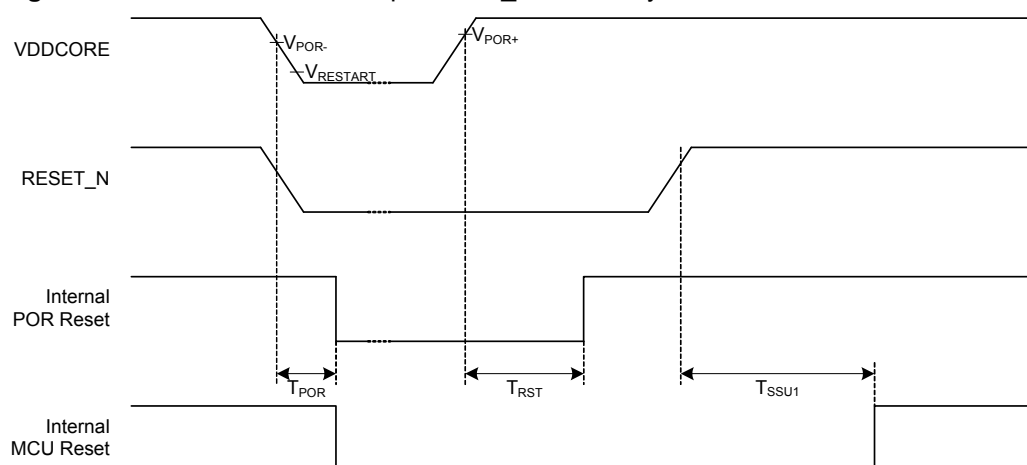 VDDCORE
VPOR-
VRESTART
VPOR+
RESET_N
Internal
POR Reset
TPOR
TRST
TSSU1
Internal
MCU Reset